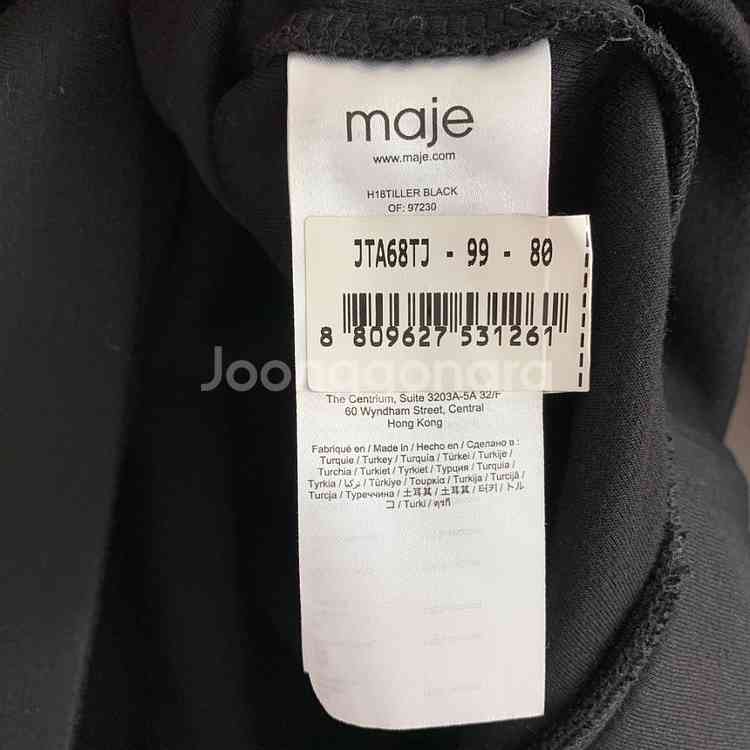 maje
www.maje.com
H18TILLER BLACK
OF: 97230
JTA68TJ - 99 - 80
8 809627 531261
Joonggonara
The Centrium, Suite 3203A-5A 32/F
60 Wyndham Street, Central
Hong Kong
Fabriqué en / Made in / Hecho en / Сделано в :
Turquie / Turkey / Turquía / Türkei / Turkije /
Turchia / Turkiet / Tyrkiet / Турция / Turquia /
Tyrkia / تركيا / Türkiye / Τουρκία / Turkija / Turcijā /
Turcja / Туреччина / 土耳其 / 土耳其 / 터키 / トル
コ / Turki / ตุรกี